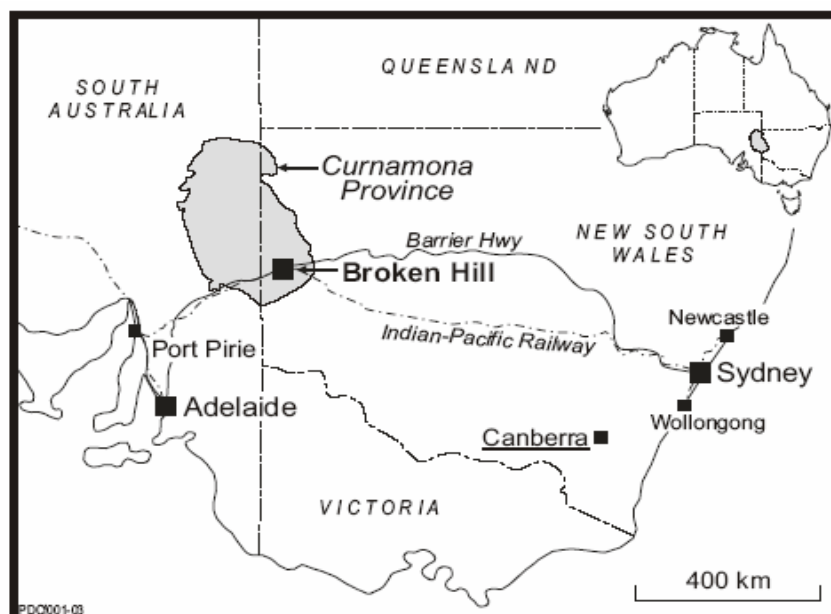 SOUTH
AUSTRALIA
QUEENSLAND
Curnamona
Province
NEW SOUTH
WALES
Barrier Hwy
Broken Hill
Indian-Pacific Railway
Newcastle
Port Pirie
Sydney
Adelaide
Wollongong
Canberra
VICTORIA
400 km
PDCf001-03